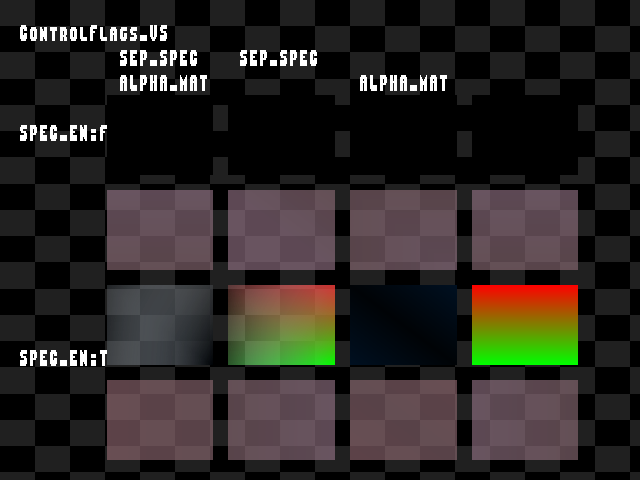 ControlFlags_VS
SEP_SPEC SEP_SPEC
ALPHA_MAT ALPHA_MAT
SPEC_EN:F
SPEC_EN:T